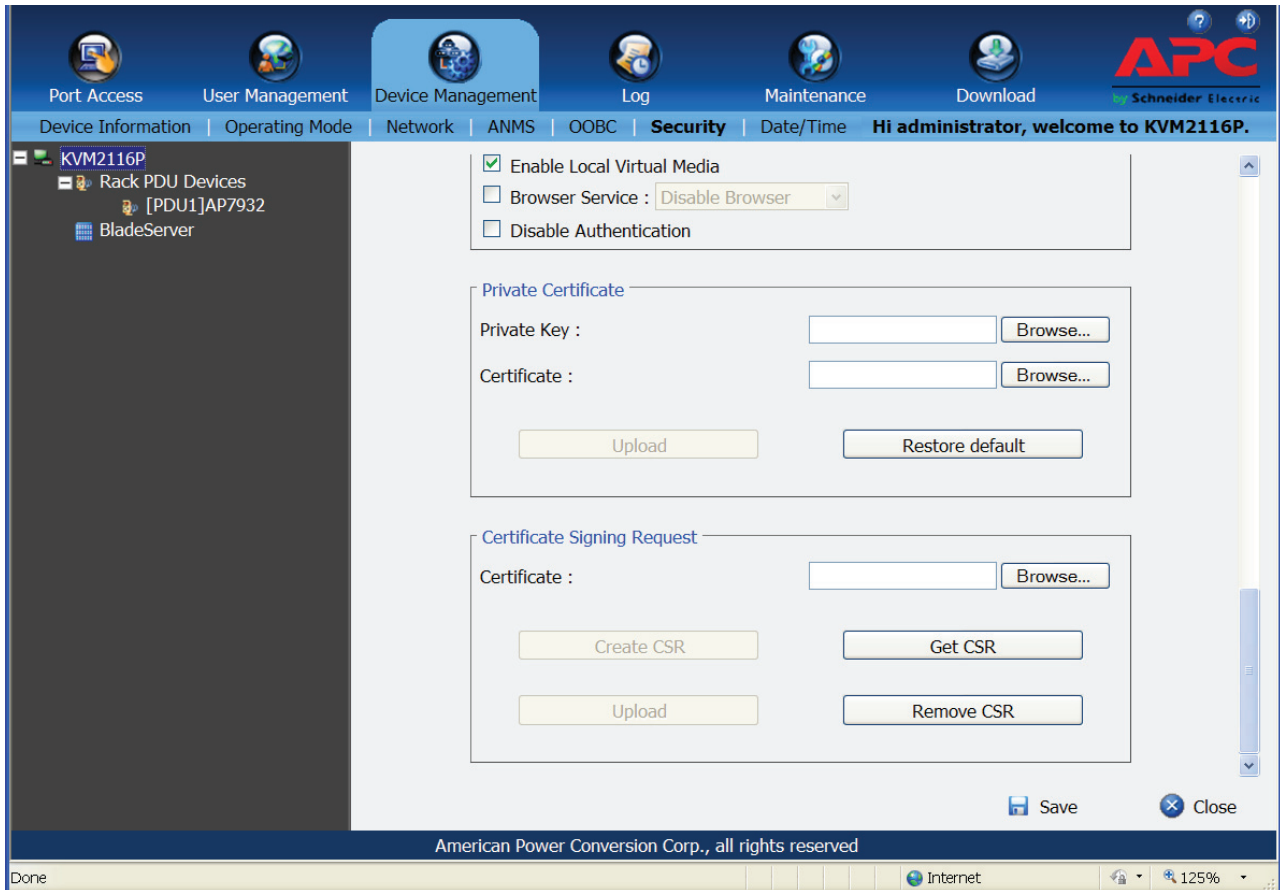 Port Access
User Management
Device Management
Log
Maintenance
Download
APC
by Schneider Electric
Device Information | Operating Mode | Network | ANMS | OOBC | Security | Date/Time
Hi administrator, welcome to KVM2116P.
KVM2116P
Rack PDU Devices
[PDU1]AP7932
BladeServer
Enable Local Virtual Media
Browser Service : Disable Browser
Disable Authentication
Private Certificate
Private Key : Browse...
Certificate : Browse...
Upload Restore default
Certificate Signing Request
Certificate : Browse...
Create CSR Get CSR
Upload Remove CSR
Save Close
American Power Conversion Corp., all rights reserved
Done Internet 125%